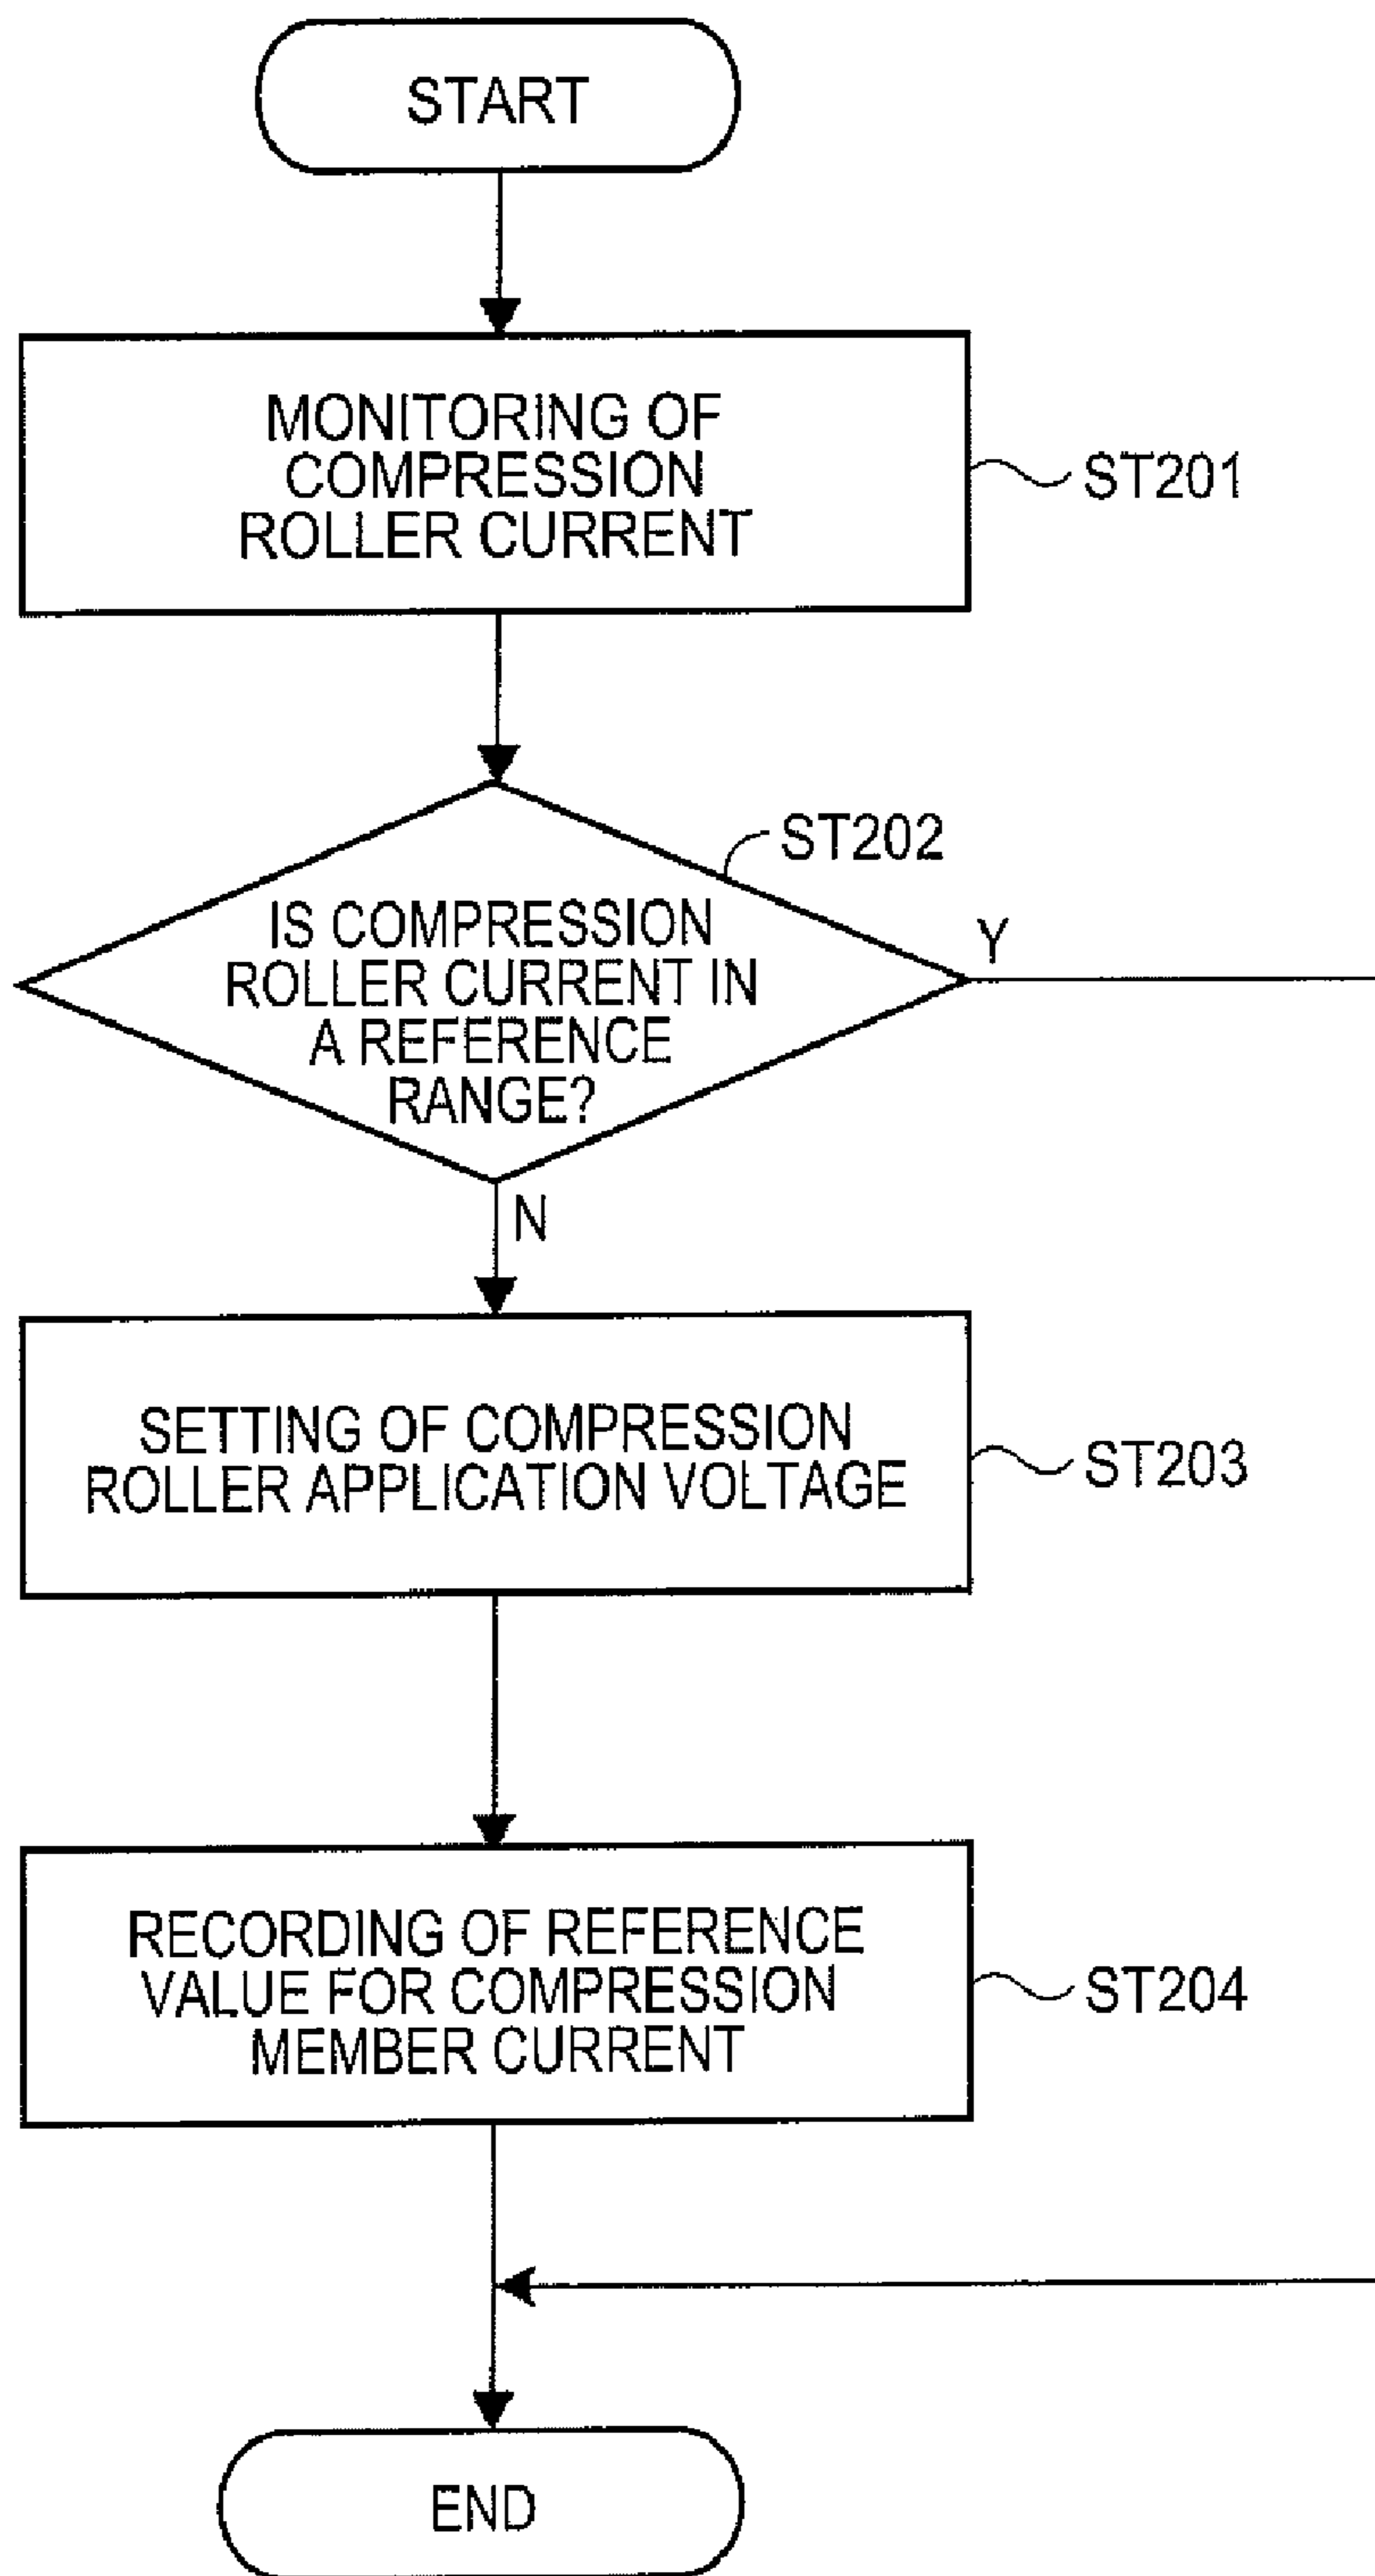 START
MONITORING OF
COMPRESSION
ROLLER CURRENT
ST201
ST202
IS COMPRESSION
ROLLER CURRENT IN
A REFERENCE
RANGE?
Y
N
SETTING OF COMPRESSION
ROLLER APPLICATION VOLTAGE
ST203
RECORDING OF REFERENCE
VALUE FOR COMPRESSION
MEMBER CURRENT
ST204
END